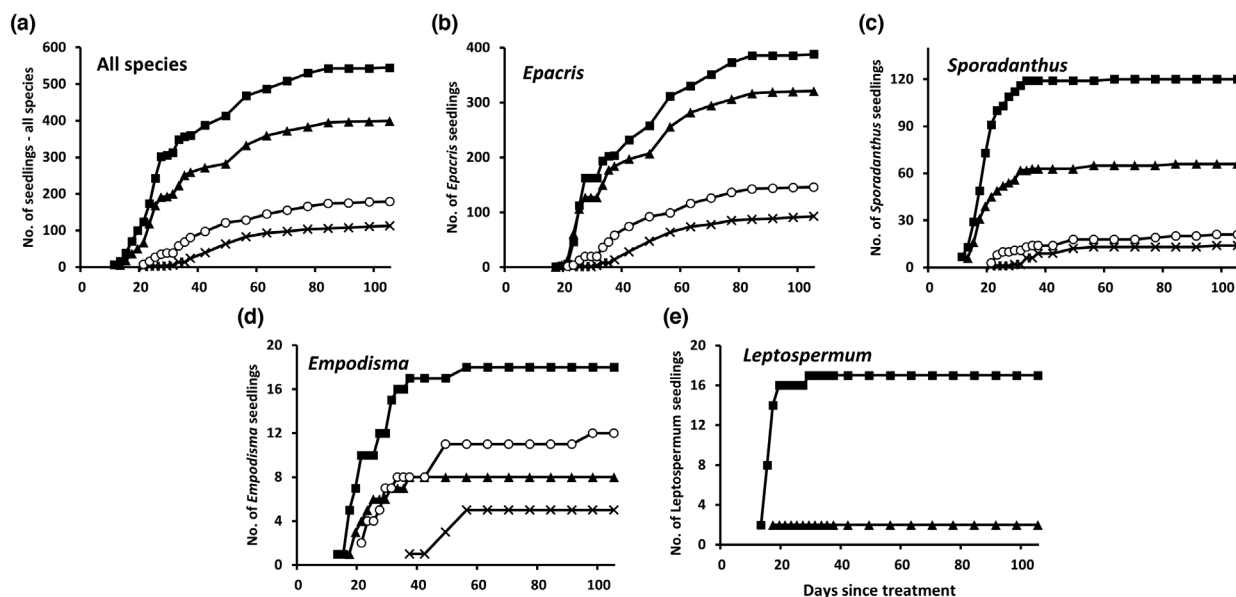 (a)
All species
No. of seedlings - all species
600
500
400
300
200
100
0
0 20 40 60 80 100
(b)
Epacris
No. of Epacris seedlings
400
300
200
100
0
0 20 40 60 80 100
(c)
Sporadanthus
No. of Sporadanthus seedlings
120
90
60
30
0
0 20 40 60 80 100
(d)
Empodisma
No. of Empodisma seedlings
20
16
12
8
4
0
0 20 40 60 80 100
(e)
Leptospermum
No. of Leptospermum seedlings
20
16
12
8
4
0
0 20 40 60 80 100
Days since treatment